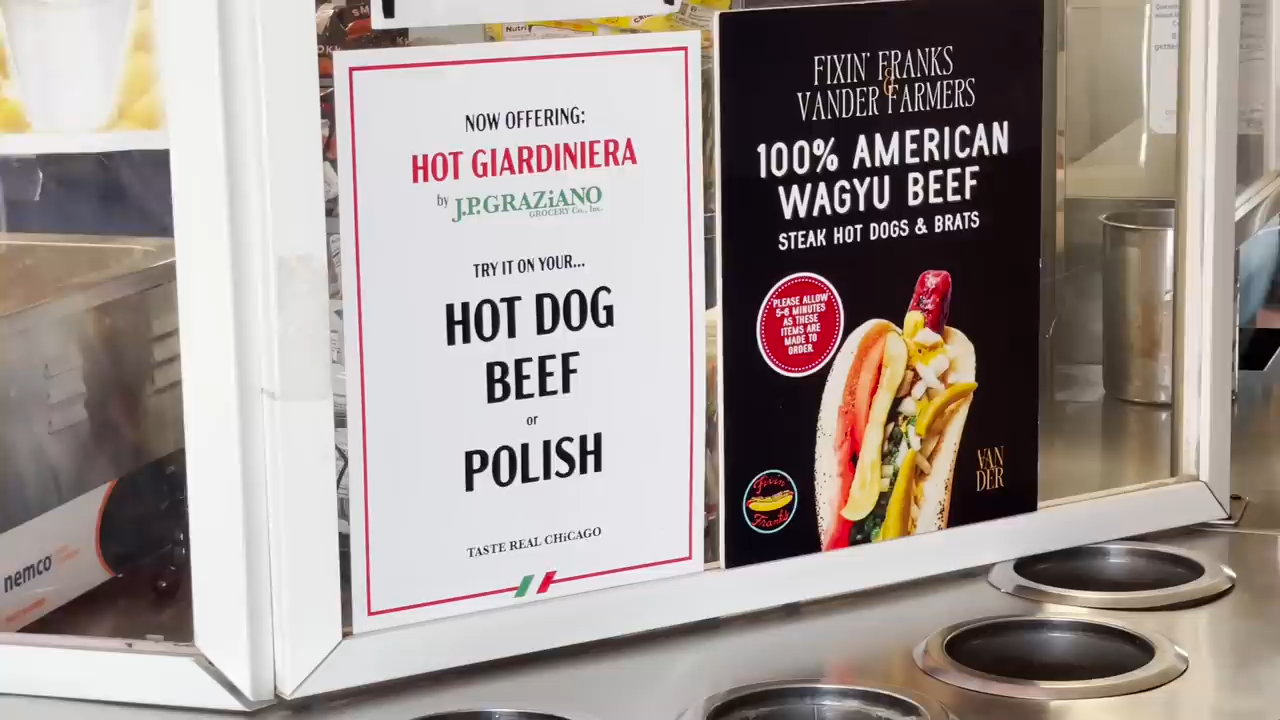 NOW OFFERING:
HOT GIARDINIERA
by J.P. GRAZiANO
GROCERY Co., Inc.
TRY IT ON YOUR...
HOT DOG
BEEF
or
POLISH
TASTE REAL CHiCAGO
FIXIN' FRANKS
&
VANDER FARMERS
100% AMERICAN
WAGYU BEEF
STEAK HOT DOGS & BRATS
PLEASE ALLOW
5-6 MINUTES
AS THESE
ITEMS ARE
MADE TO
ORDER
Fixin'
Franks
VAN
DER
nemco
Nutri